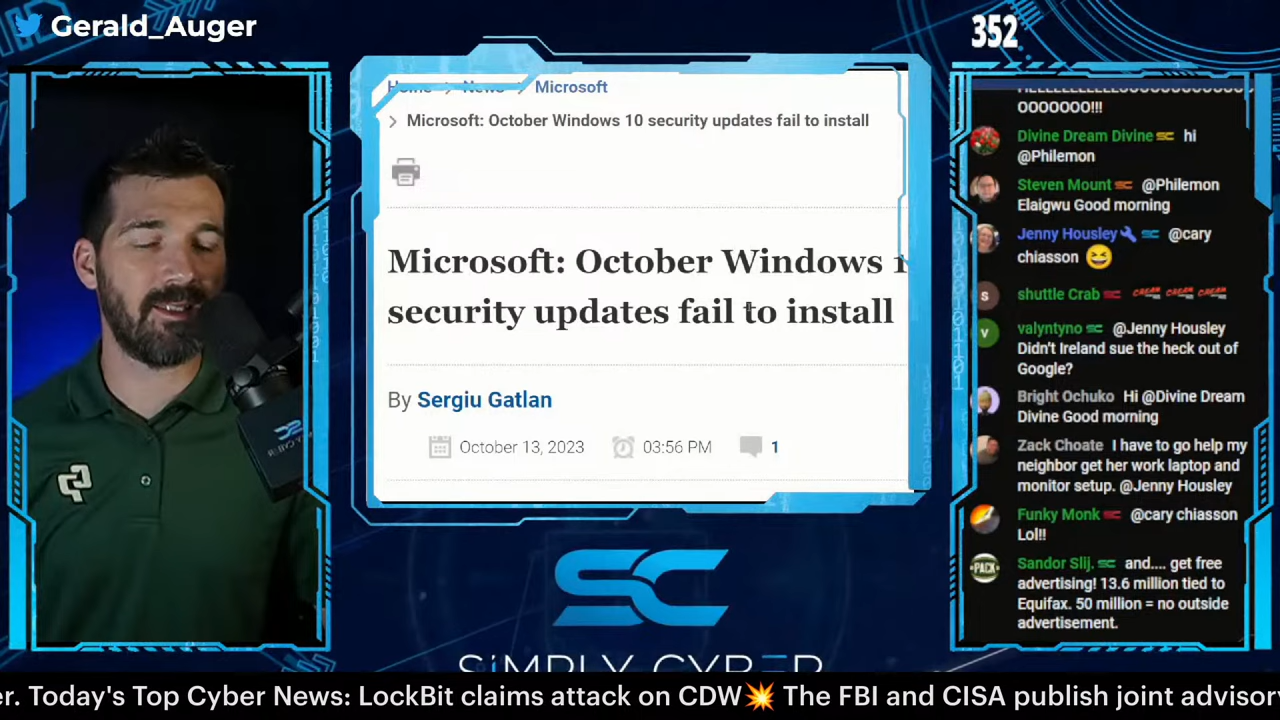 Gerald_Auger
352
Home > News > Microsoft
> Microsoft: October Windows 10 security updates fail to install
Microsoft: October Windows 1
security updates fail to install
By Sergiu Gatlan
October 13, 2023 03:56 PM 1
OOOOOOO!!!
Divine Dream Divine hi
@Philemon
Steven Mount @Philemon
Elaigwu Good morning
Jenny Housley @cary
chiasson
shuttle Crab
valyntyno @Jenny Housley
Didn't Ireland sue the heck out of
Google?
Bright Ochuko Hi @Divine Dream
Divine Good morning
Zack Choate I have to go help my
neighbor get her work laptop and
monitor setup. @Jenny Housley
Funky Monk @cary chiasson
Lol!!
Sandor Slij. and.... get free
advertising! 13.6 million tied to
Equifax. 50 million = no outside
advertisement.
SC
SIMPLY CYBER
er. Today's Top Cyber News: LockBit claims attack on CDW💥 The FBI and CISA publish joint advisory